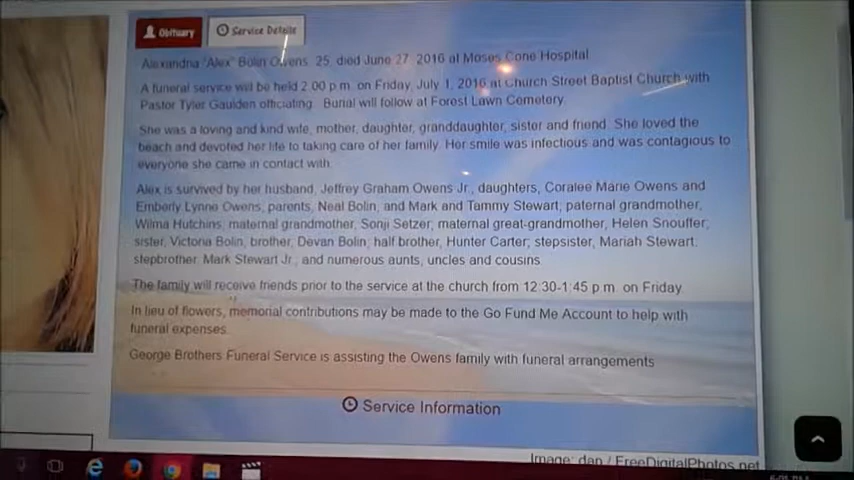 Obituary
Service Details
Alexandria "Alex" Bolin Owens, 25, died June 27, 2016 at Moses Cone Hospital.
A funeral service will be held 2:00 p.m. on Friday, July 1, 2016 at Church Street Baptist Church with
Pastor Tyler Gaulden officiating. Burial will follow at Forest Lawn Cemetery.
She was a loving and kind wife, mother, daughter, granddaughter, sister and friend. She loved the
beach and devoted her life to taking care of her family. Her smile was infectious and was contagious to
everyone she came in contact with.
Alex is survived by her husband, Jeffrey Graham Owens Jr., daughters, Coralee Marie Owens and
Emberly Lynne Owens, parents, Neal Bolin, and Mark and Tammy Stewart; paternal grandmother,
Wilma Hutchins, maternal grandmother, Sonji Setzer; maternal great-grandmother, Helen Snouffer;
sister, Victoria Bolin, brother, Devan Bolin, half brother, Hunter Carter; stepsister, Mariah Stewart;
stepbrother, Mark Stewart Jr., and numerous aunts, uncles and cousins.
The family will receive friends prior to the service at the church from 12:30-1:45 p.m. on Friday.
In lieu of flowers, memorial contributions may be made to the Go Fund Me Account to help with
funeral expenses.
George Brothers Funeral Service is assisting the Owens family with funeral arrangements
Service Information
Image: dan / FreeDigitalPhotos.net